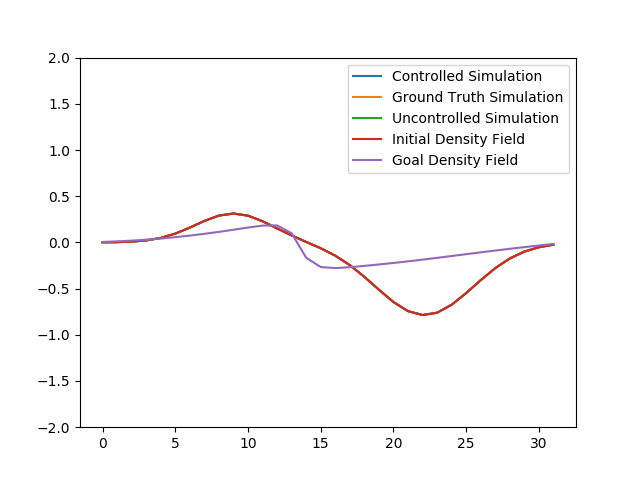 2.0
1.5
1.0
0.5
0.0
−0.5
−1.0
−1.5
−2.0
0 5 10 15 20 25 30
Controlled Simulation
Ground Truth Simulation
Uncontrolled Simulation
Initial Density Field
Goal Density Field